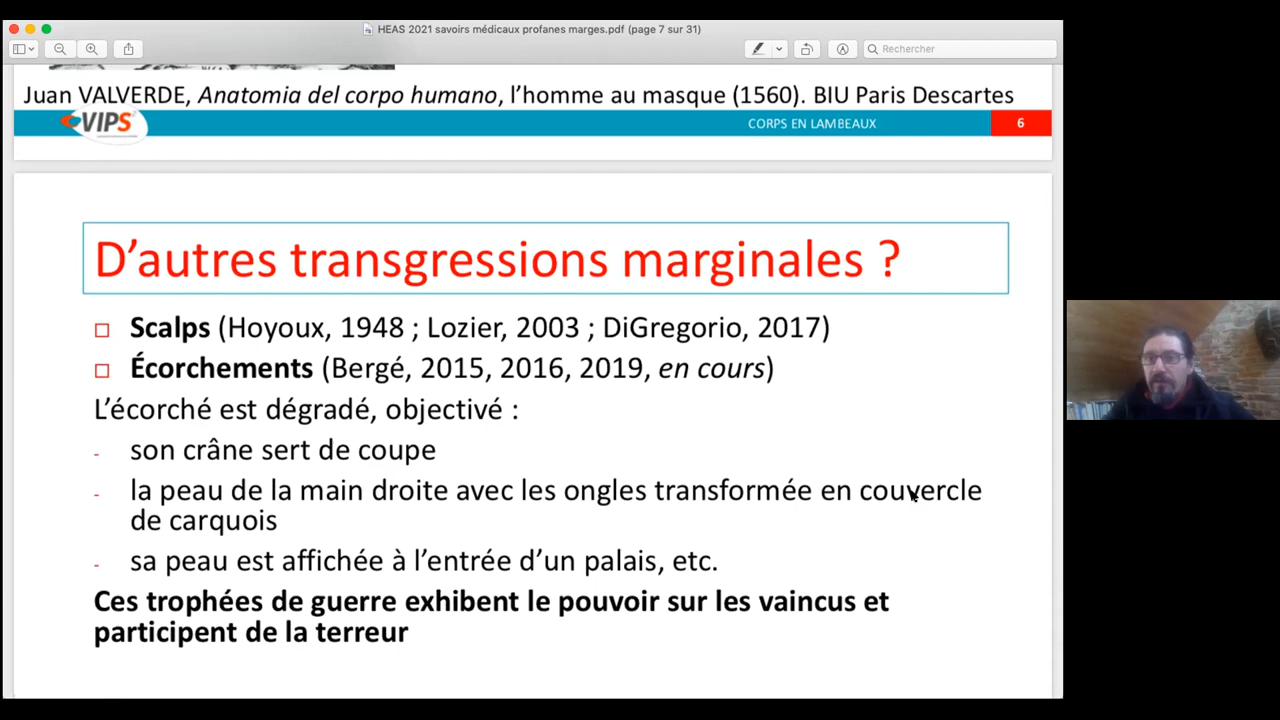 HEAS 2021 savoirs médicaux profanes marges.pdf (page 7 sur 31)
Rechercher
Juan VALVERDE, Anatomia del corpo humano, l’homme au masque (1560). BIU Paris Descartes
VIPS
CORPS EN LAMBEAUX
6
D’autres transgressions marginales ?
Scalps (Hoyoux, 1948 ; Lozier, 2003 ; DiGregorio, 2017)
Écorchements (Bergé, 2015, 2016, 2019, en cours)
L’écorché est dégradé, objectivé :
- son crâne sert de coupe
- la peau de la main droite avec les ongles transformée en couvercle
de carquois
- sa peau est affichée à l’entrée d’un palais, etc.
Ces trophées de guerre exhibent le pouvoir sur les vaincus et
participent de la terreur